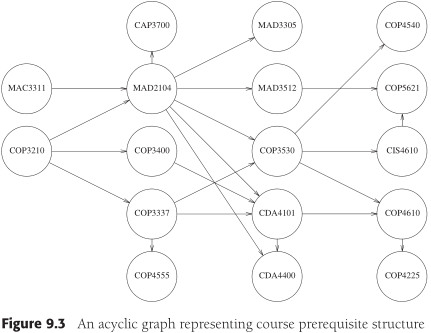 CAP3700 MAD3305 COP4540
MAC3311 MAD2104 MAD3512 COP5621
COP3210 COP3400 COP3530 CIS4610
COP3337 CDA4101 COP4610
COP4555 CDA4400 COP4225
Figure 9.3 An acyclic graph representing course prerequisite structure